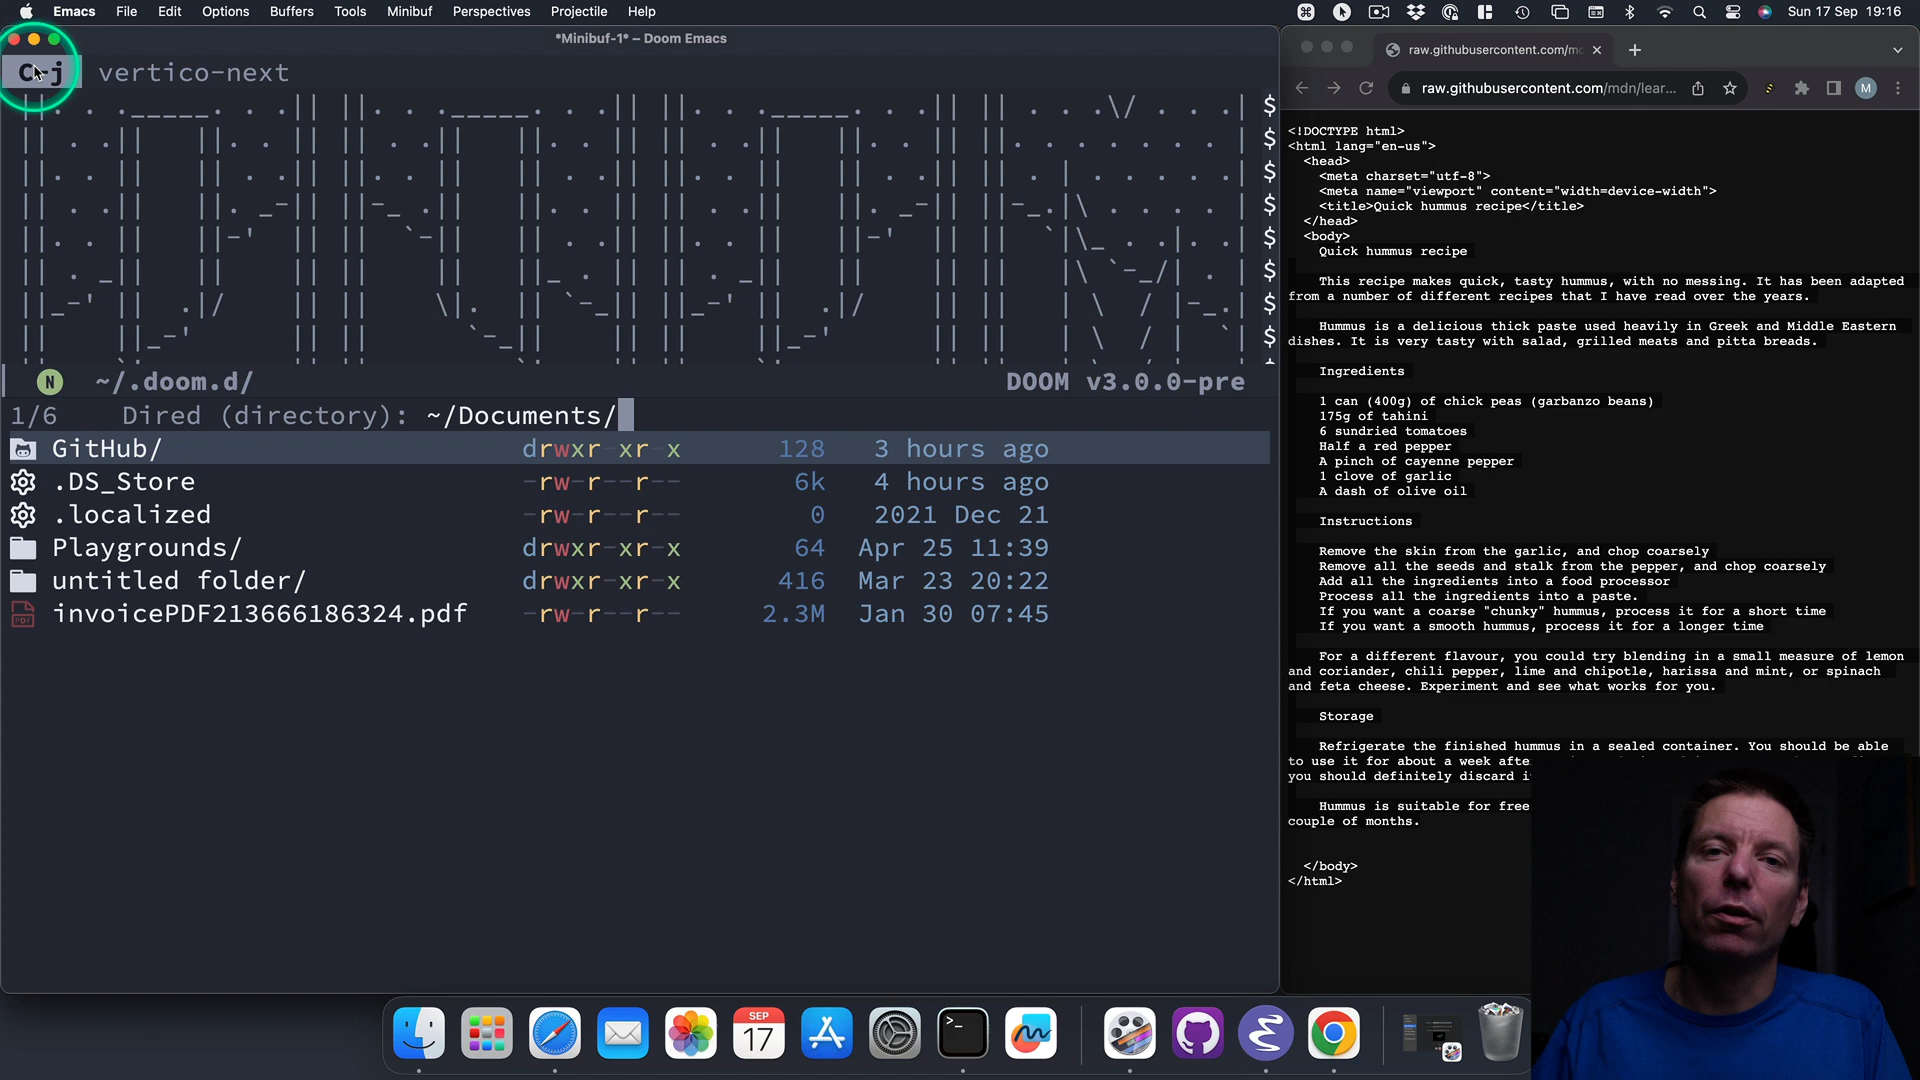 Emacs File Edit Options Buffers Tools Minibuf Perspectives Projectile Help
Sun 17 Sep 19:16
*Minibuf-1* – Doom Emacs
C-j vertico-next
N ~/.doom.d/ DOOM v3.0.0-pre
1/6 Dired (directory): ~/Documents/
GitHub/ drwxr-xr-x 128 3 hours ago
.DS_Store -rw-r--r-- 6k 4 hours ago
.localized -rw-r--r-- 0 2021 Dec 21
Playgrounds/ drwxr-xr-x 64 Apr 25 11:39
untitled folder/ drwxr-xr-x 416 Mar 23 20:22
invoicePDF213666186324.pdf -rw-r--r-- 2.3M Jan 30 07:45
raw.githubusercontent.com/m
raw.githubusercontent.com/mdn/lear...
M
<!DOCTYPE html>
<html lang="en-us">
<head>
<meta charset="utf-8">
<meta name="viewport" content="width=device-width">
<title>Quick hummus recipe</title>
</head>
<body>
Quick hummus recipe
This recipe makes quick, tasty hummus, with no messing. It has been adapted
from a number of different recipes that I have read over the years.
Hummus is a delicious thick paste used heavily in Greek and Middle Eastern
dishes. It is very tasty with salad, grilled meats and pitta breads.
Ingredients
1 can (400g) of chick peas (garbanzo beans)
175g of tahini
6 sundried tomatoes
Half a red pepper
A pinch of cayenne pepper
1 clove of garlic
A dash of olive oil
Instructions
Remove the skin from the garlic, and chop coarsely
Remove all the seeds and stalk from the pepper, and chop coarsely
Add all the ingredients into a food processor
Process all the ingredients into a paste.
If you want a coarse "chunky" hummus, process it for a short time
If you want a smooth hummus, process it for a longer time
For a different flavour, you could try blending in a small measure of lemon
and coriander, chili pepper, lime and chipotle, harissa and mint, or spinach
and feta cheese. Experiment and see what works for you.
Storage
Refrigerate the finished hummus in a sealed container. You should be able
to use it for about a week afte
you should definitely discard i
Hummus is suitable for free
couple of months.
</body>
</html>
SEP
17